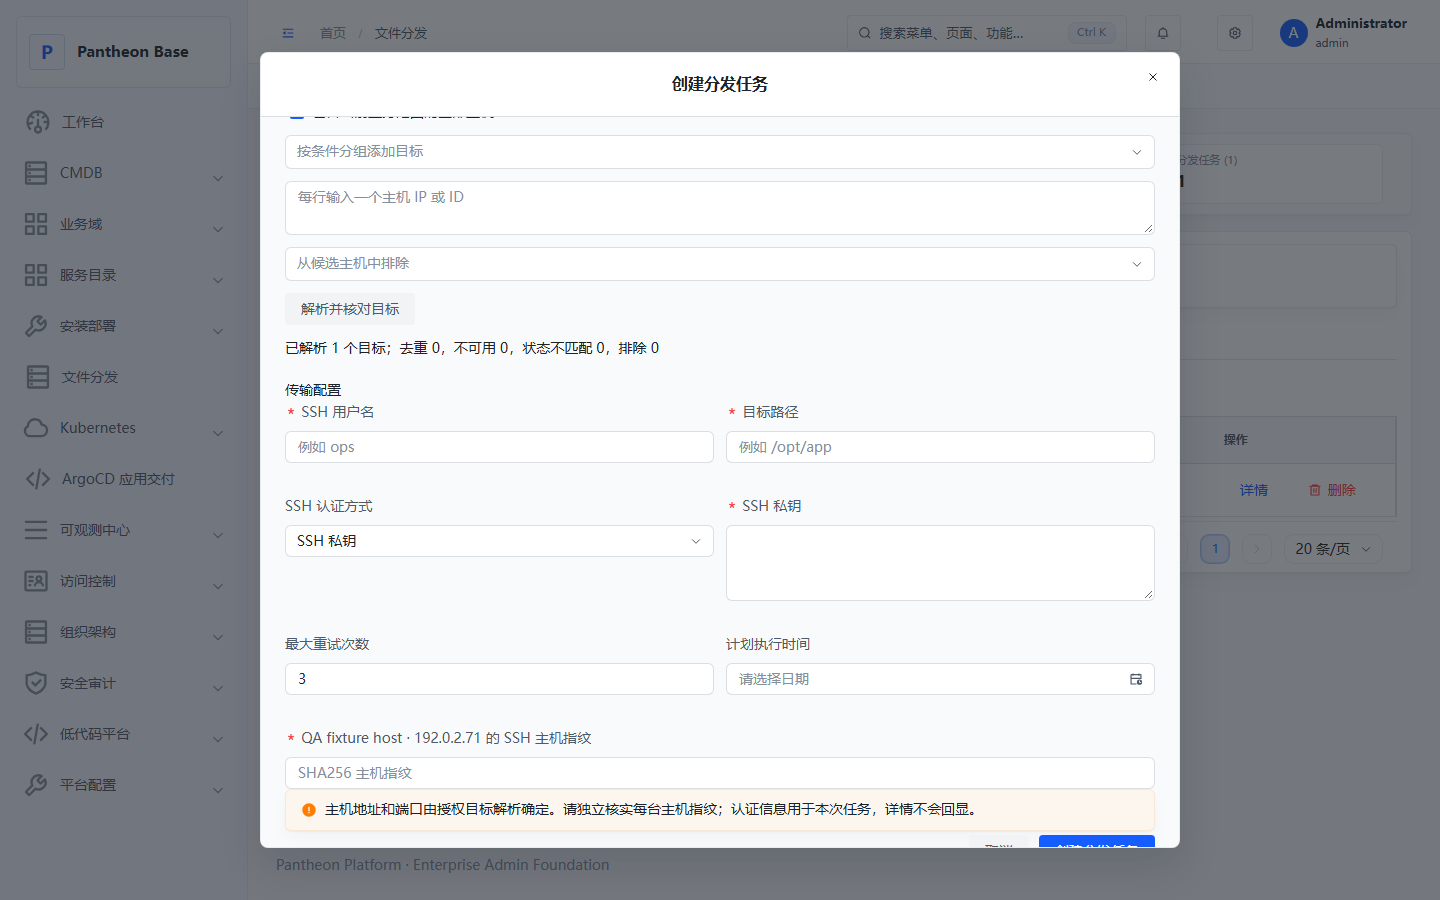 P
Pantheon Base
首页 / 文件分发
搜索菜单、页面、功能...
Ctrl K
A
Administrator
admin
工作台
CMDB
业务域
服务目录
安装部署
文件分发
Kubernetes
ArgoCD 应用交付
可观测中心
访问控制
组织架构
安全审计
低代码平台
平台配置
创建分发任务
按条件分组添加目标
每行输入一个主机 IP 或 ID
从候选主机中排除
解析并核对目标
已解析 1 个目标；去重 0，不可用 0，状态不匹配 0，排除 0
传输配置
* SSH 用户名
* 目标路径
例如 ops
例如 /opt/app
SSH 认证方式
* SSH 私钥
SSH 私钥
最大重试次数
计划执行时间
3
请选择日期
* QA fixture host · 192.0.2.71 的 SSH 主机指纹
SHA256 主机指纹
主机地址和端口由授权目标解析确定。请独立核实每台主机指纹；认证信息用于本次任务，详情不会回显。
分发任务 (1)
操作
详情
删除
1
20 条/页
Pantheon Platform · Enterprise Admin Foundation